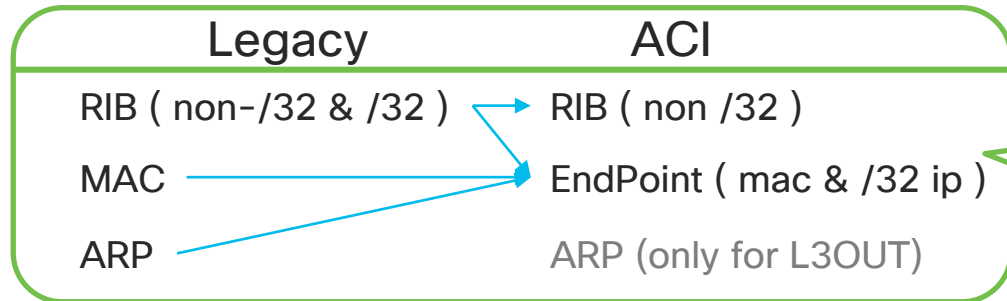 Legacy ACI
RIB ( non-/32 & /32 ) RIB ( non /32 )
MAC EndPoint ( mac & /32 ip )
ARP ARP (only for L3OUT)